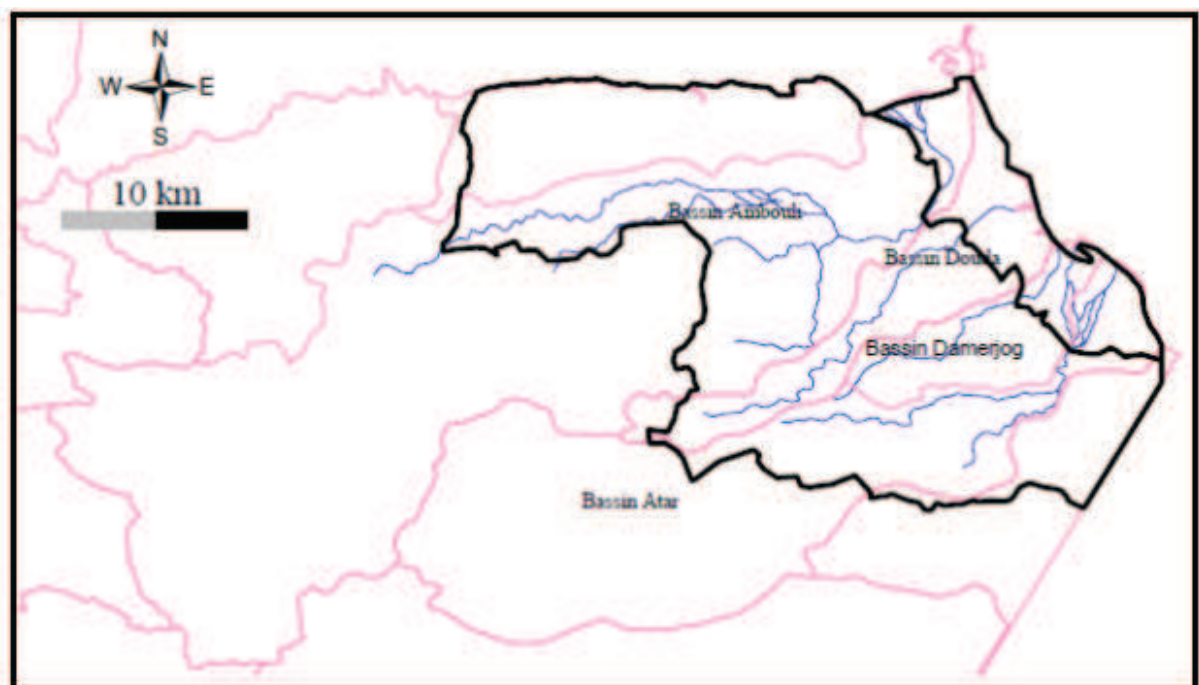 N
W E
S
10 km
Bassin Ambouli
Bassin Douda
Bassin Damerjog
Bassin Atar